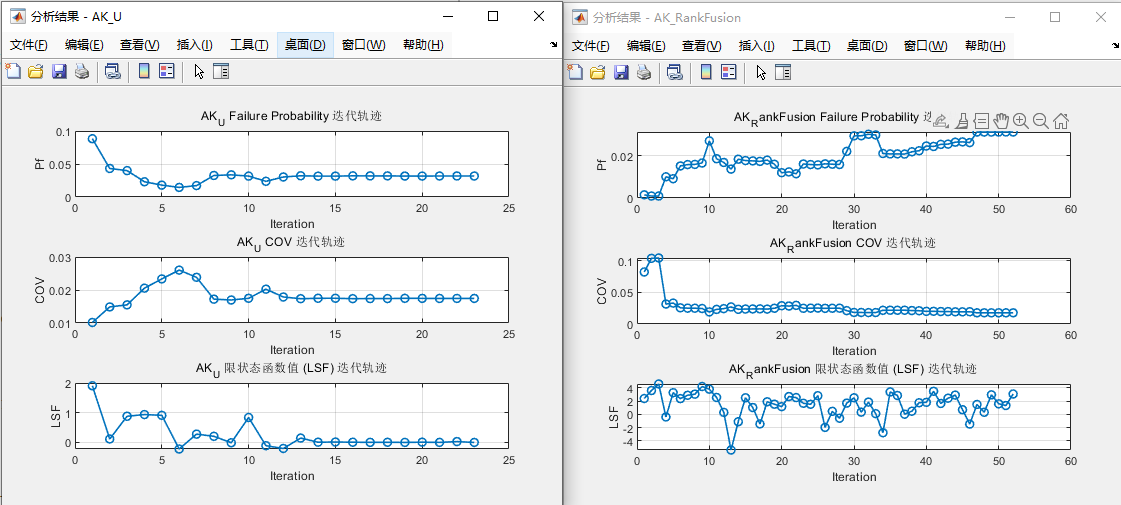 分析结果 - AK_U
文件(F) 编辑(E) 查看(V) 插入(I) 工具(T) 桌面(D) 窗口(W) 帮助(H)
AK_U Failure Probability 迭代轨迹
0.1
0.05
0
Pf
0 5 10 15 20 25
Iteration
AK_U COV 迭代轨迹
0.03
0.02
0.01
COV
0 5 10 15 20 25
Iteration
AK_U 限状态函数值 (LSF) 迭代轨迹
2
1
0
LSF
0 5 10 15 20 25
Iteration
分析结果 - AK_RankFusion
文件(F) 编辑(E) 查看(V) 插入(I) 工具(T) 桌面(D) 窗口(W) 帮助(H)
AK_RankFusion Failure Probability
0.02
0
Pf
0 10 20 30 40 50 60
Iteration
AK_RankFusion COV 迭代轨迹
0.1
0.05
0
COV
0 10 20 30 40 50 60
Iteration
AK_RankFusion 限状态函数值 (LSF) 迭代轨迹
4
2
0
-2
-4
LSF
0 10 20 30 40 50 60
Iteration